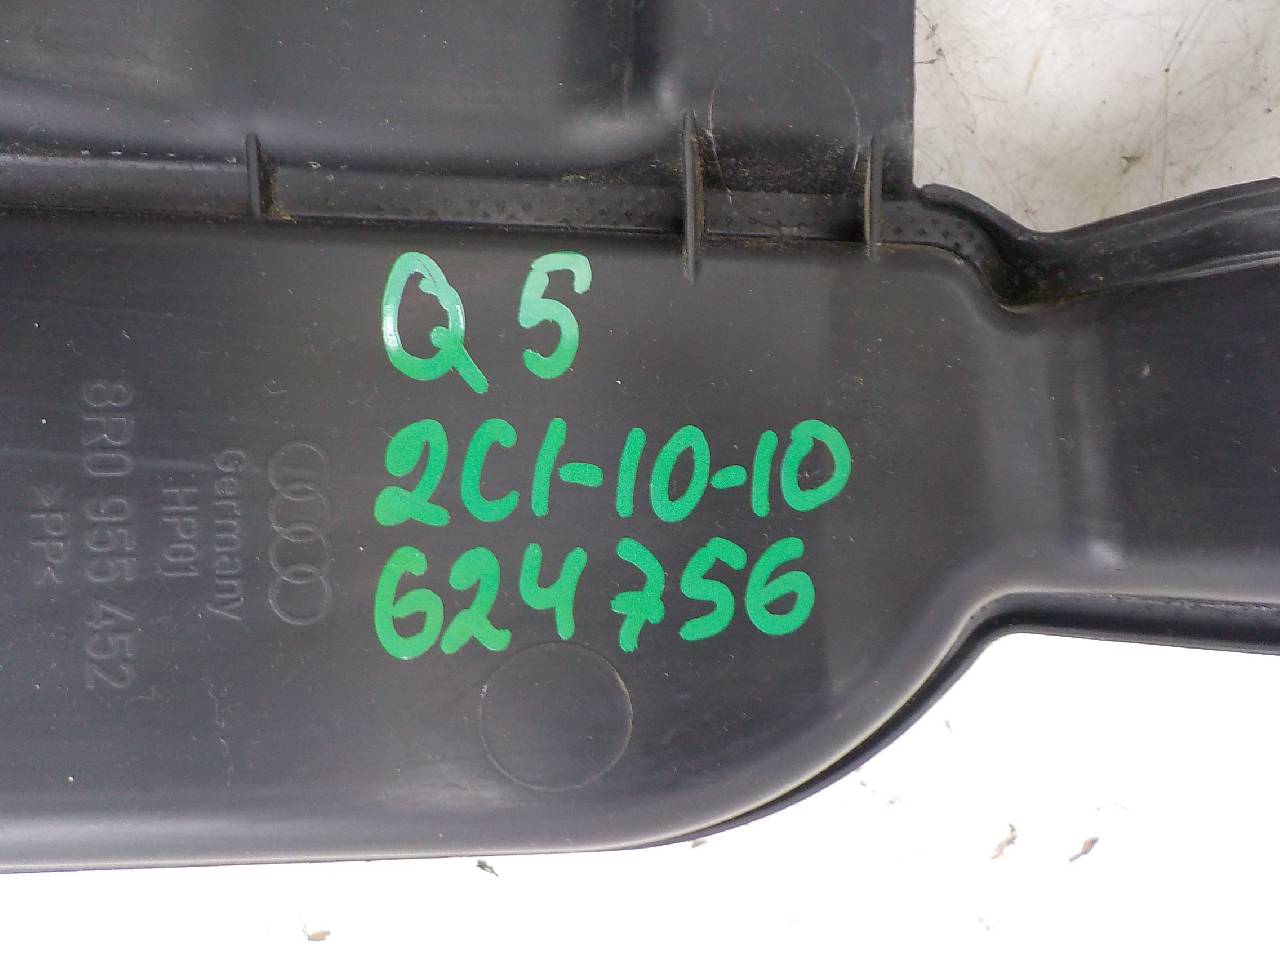 Q5
2C1-10-10
624756
Germany
HP01
8R0 955 452
>PP<